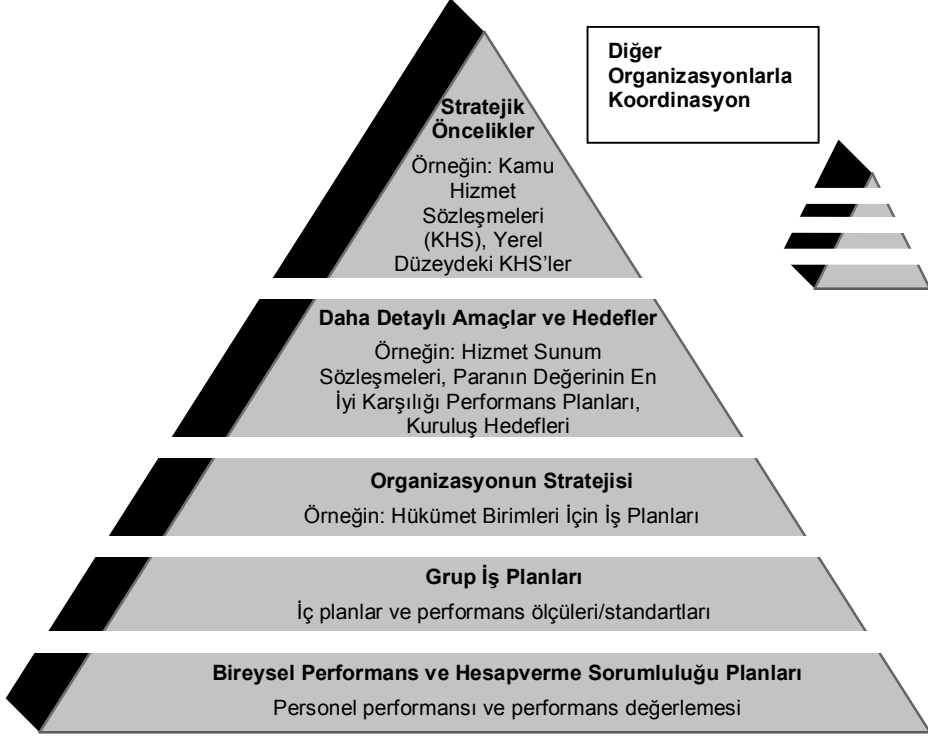 Diğer
Organizasyonlarla
Koordinasyon
Stratejik
Öncelikler
Örneğin: Kamu
Hizmet
Sözleşmeleri
(KHS), Yerel
Düzeydeki KHS'ler
Daha Detaylı Amaçlar ve Hedefler
Örneğin: Hizmet Sunum
Sözleşmeleri, Paranın Değerinin En
İyi Karşılığı Performans Planları,
Kuruluş Hedefleri
Organizasyonun Stratejisi
Örneğin: Hükümet Birimleri İçin İş Planları
Grup İş Planları
İç planlar ve performans ölçüleri/standartları
Bireysel Performans ve Hesapverme Sorumluluğu Planları
Personel performansı ve performans değerlemesi